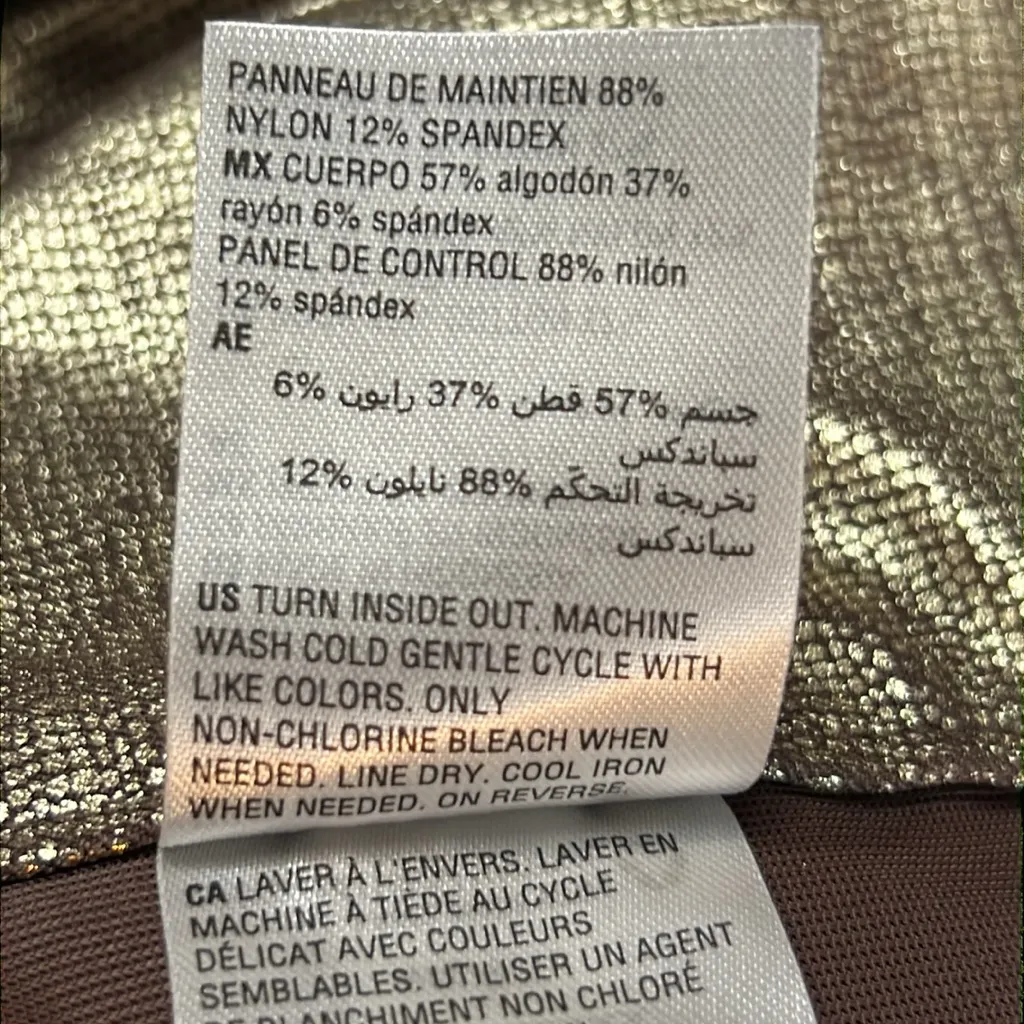 PANNEAU DE MAINTIEN 88%
NYLON 12% SPANDEX
MX CUERPO 57% algodón 37%
rayón 6% spándex
PANEL DE CONTROL 88% nilón
12% spándex
AE
جسم 57% قطن 37% رايون 6%
سباندكس
تخريجة التحكّم 88% نايلون 12%
سباندكس
US TURN INSIDE OUT. MACHINE
WASH COLD GENTLE CYCLE WITH
LIKE COLORS. ONLY
NON-CHLORINE BLEACH WHEN
NEEDED. LINE DRY. COOL IRON
WHEN NEEDED. ON REVERSE.
CA LAVER À L'ENVERS. LAVER EN
MACHINE À TIÈDE AU CYCLE
DÉLICAT AVEC COULEURS
SEMBLABLES. UTILISER UN AGENT
DE BLANCHIMENT NON CHLORÉ